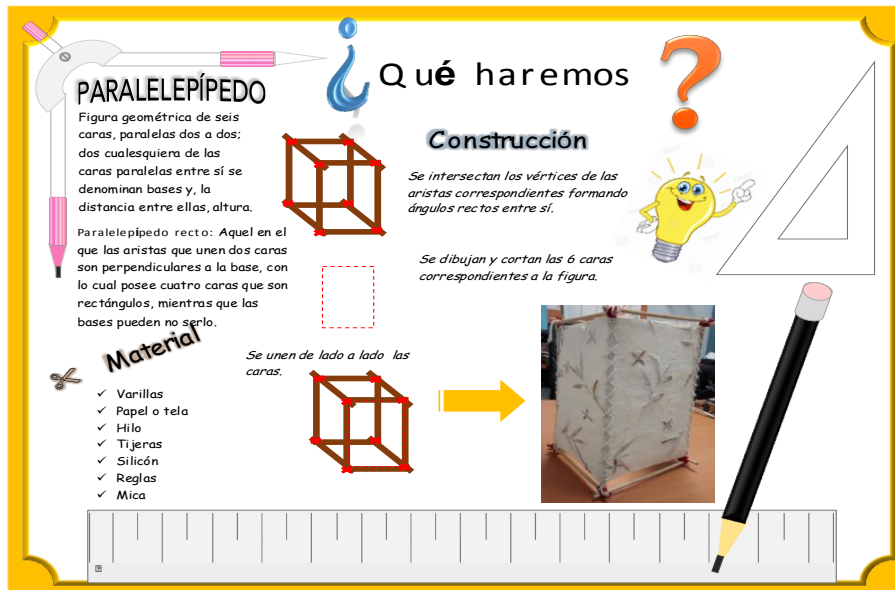 Qué haremos
PARALELEPÍPEDO
Figura geométrica de seis
caras, paralelas dos a dos;
dos cualesquiera de las
caras paralelas entre sí se
denominan bases y, la
distancia entre ellas, altura.
Paralelepípedo recto: Aquel en el
que las aristas que unen dos caras
son perpendiculares a la base, con
lo cual posee cuatro caras que son
rectángulos, mientras que las
bases pueden no serlo.
Material
✓ Varillas
✓ Papel o tela
✓ Hilo
✓ Tijeras
✓ Silicón
✓ Reglas
✓ Mica
¿
?
Construcción
Se intersectan los vértices de las
aristas correspondientes formando
ángulos rectos entre sí.
Se dibujan y cortan las 6 caras
correspondientes a la figura.
Se unen de lado a lado las
caras.